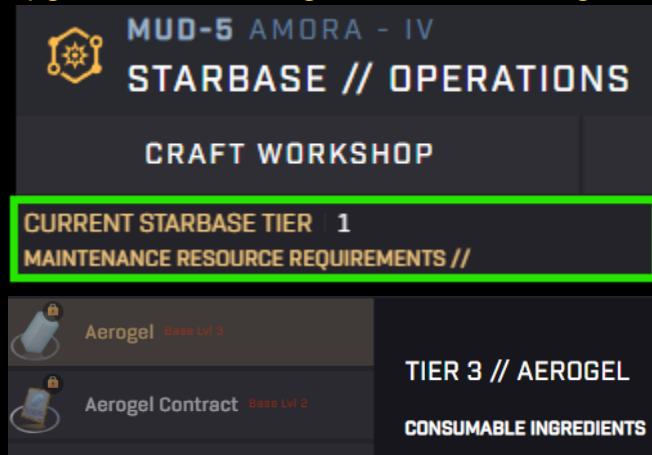 MUD-5 AMORA - IV
STARBASE // OPERATIONS
CRAFT WORKSHOP
CURRENT STARBASE TIER 1
MAINTENANCE RESOURCE REQUIREMENTS //
Aerogel Base Lvl 3
TIER 3 // AEROGEL
Aerogel Contract Base Lvl 2
CONSUMABLE INGREDIENTS